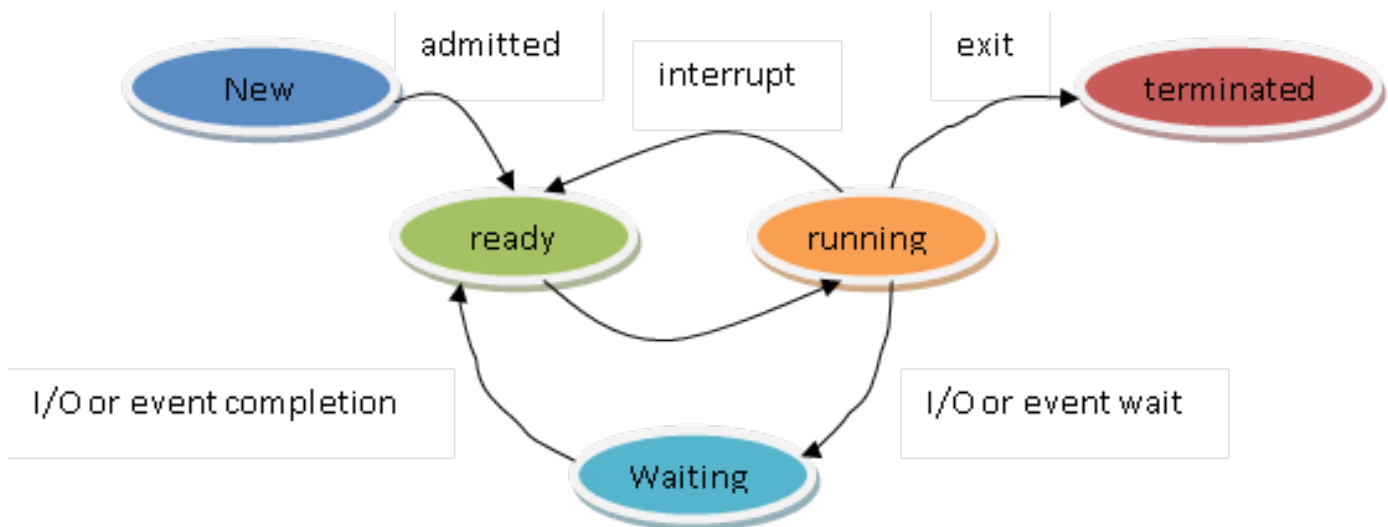 admitted
exit
New
interrupt
terminated
ready
running
I/O or event completion
I/O or event wait
Waiting